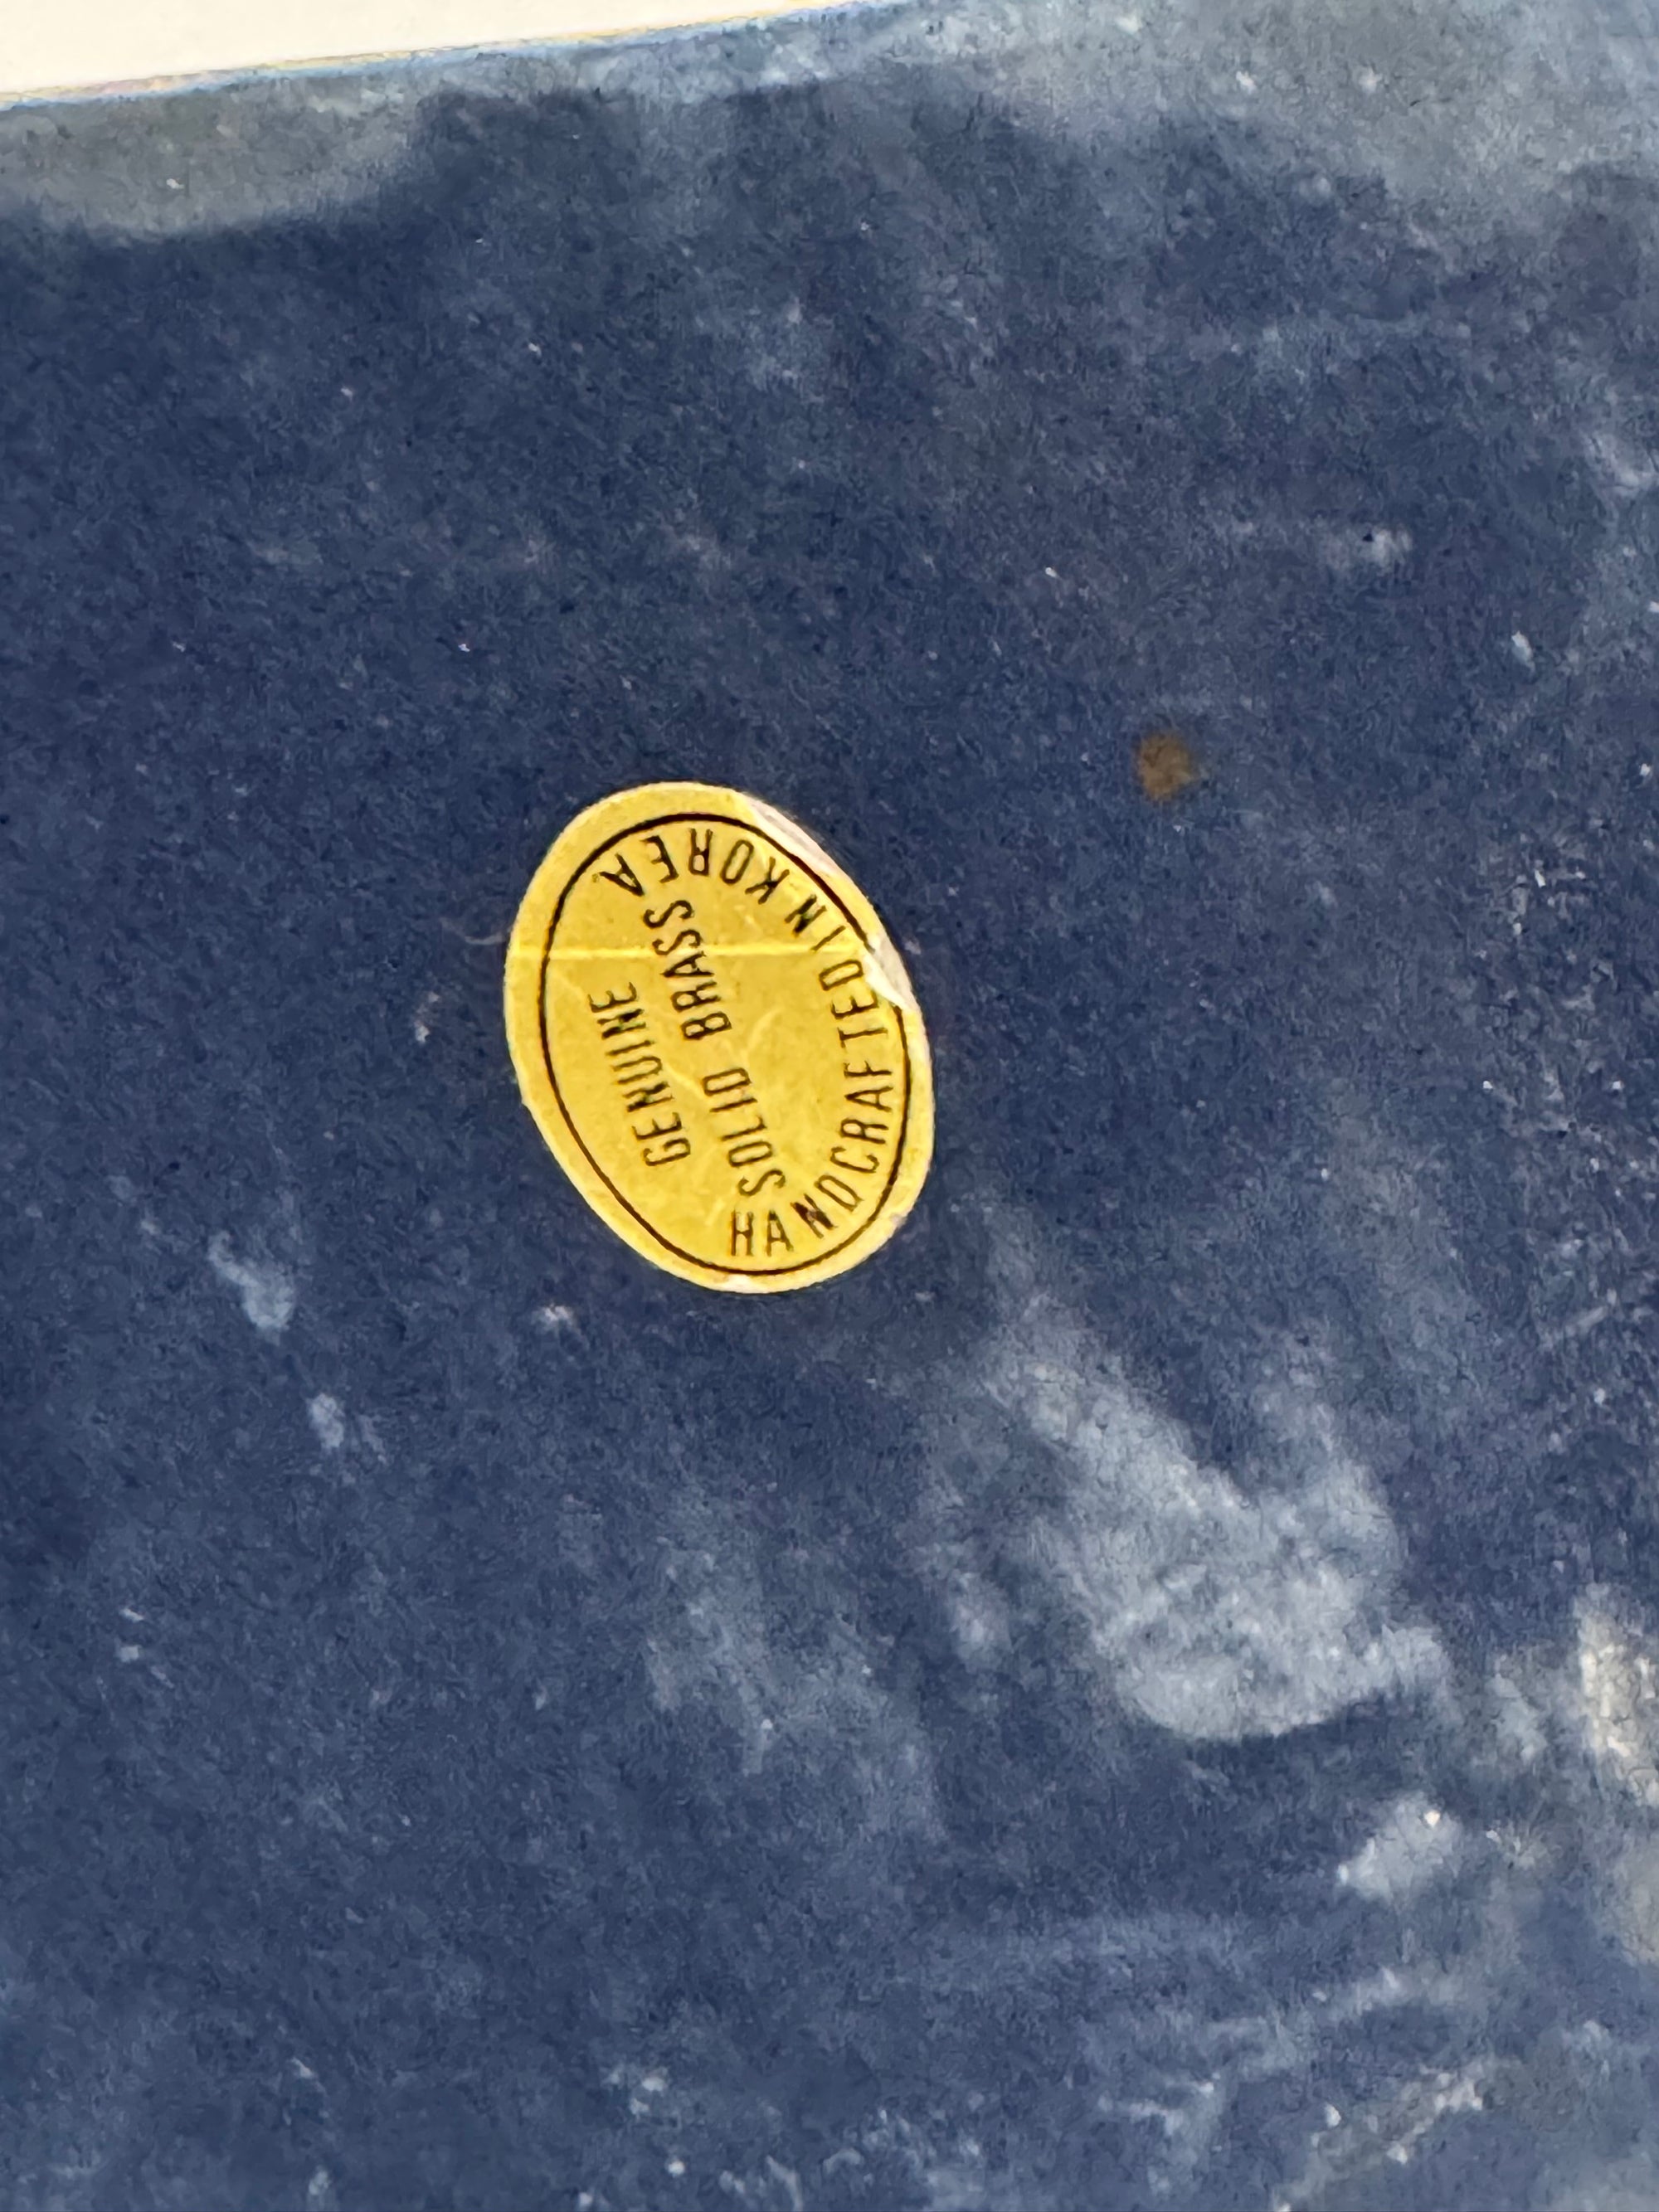 GENUINE
SOLID BRASS
HANDCRAFTED IN KOREA